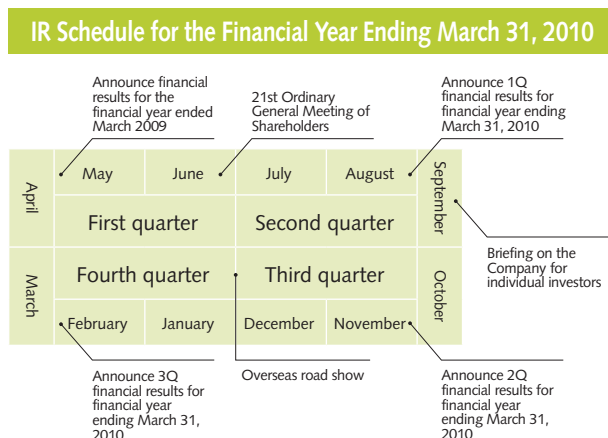 IR Schedule for the Financial Year Ending March 31, 2010
Announce financial
results for the
financial year ended
March 2009
21st Ordinary
General Meeting of
Shareholders
Announce 1Q
financial results for
financial year ending
March 31, 2010
April
May
June
July
August
September
First quarter
Second quarter
Briefing on the
Company for
individual investors
March
Fourth quarter
Third quarter
October
February
January
December
November
Announce 3Q
financial results for
financial year
ending March 31,
2010
Overseas road show
Announce 2Q
financial results for
financial year
ending March 31,
2010